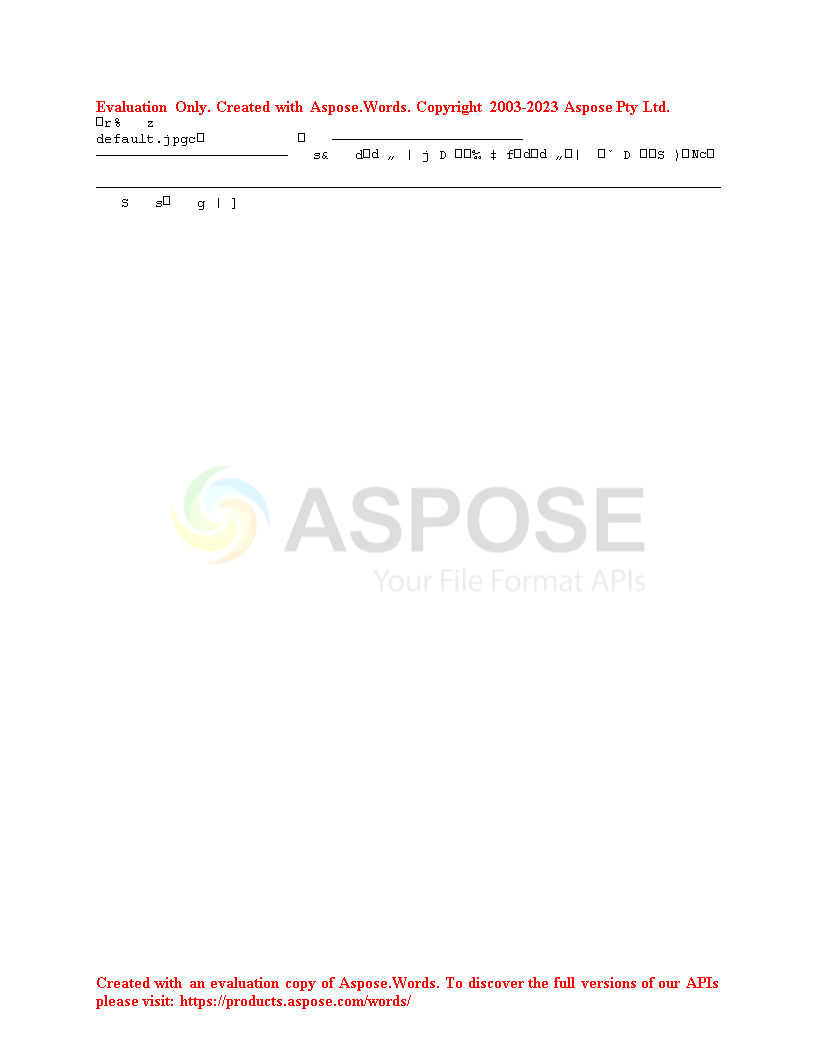 Evaluation Only. Created with Aspose.Words. Copyright 2003-2023 Aspose Pty Ltd.
□r% z
default.jpgc□ □
s& d□d „ | j D □□‰ ‡ f□d□d „□| □ˆ D □□S )□Nc□
S s□ g | ]
ASPOSE
Your File Format APIs
Created with an evaluation copy of Aspose.Words. To discover the full versions of our APIs
please visit: https://products.aspose.com/words/